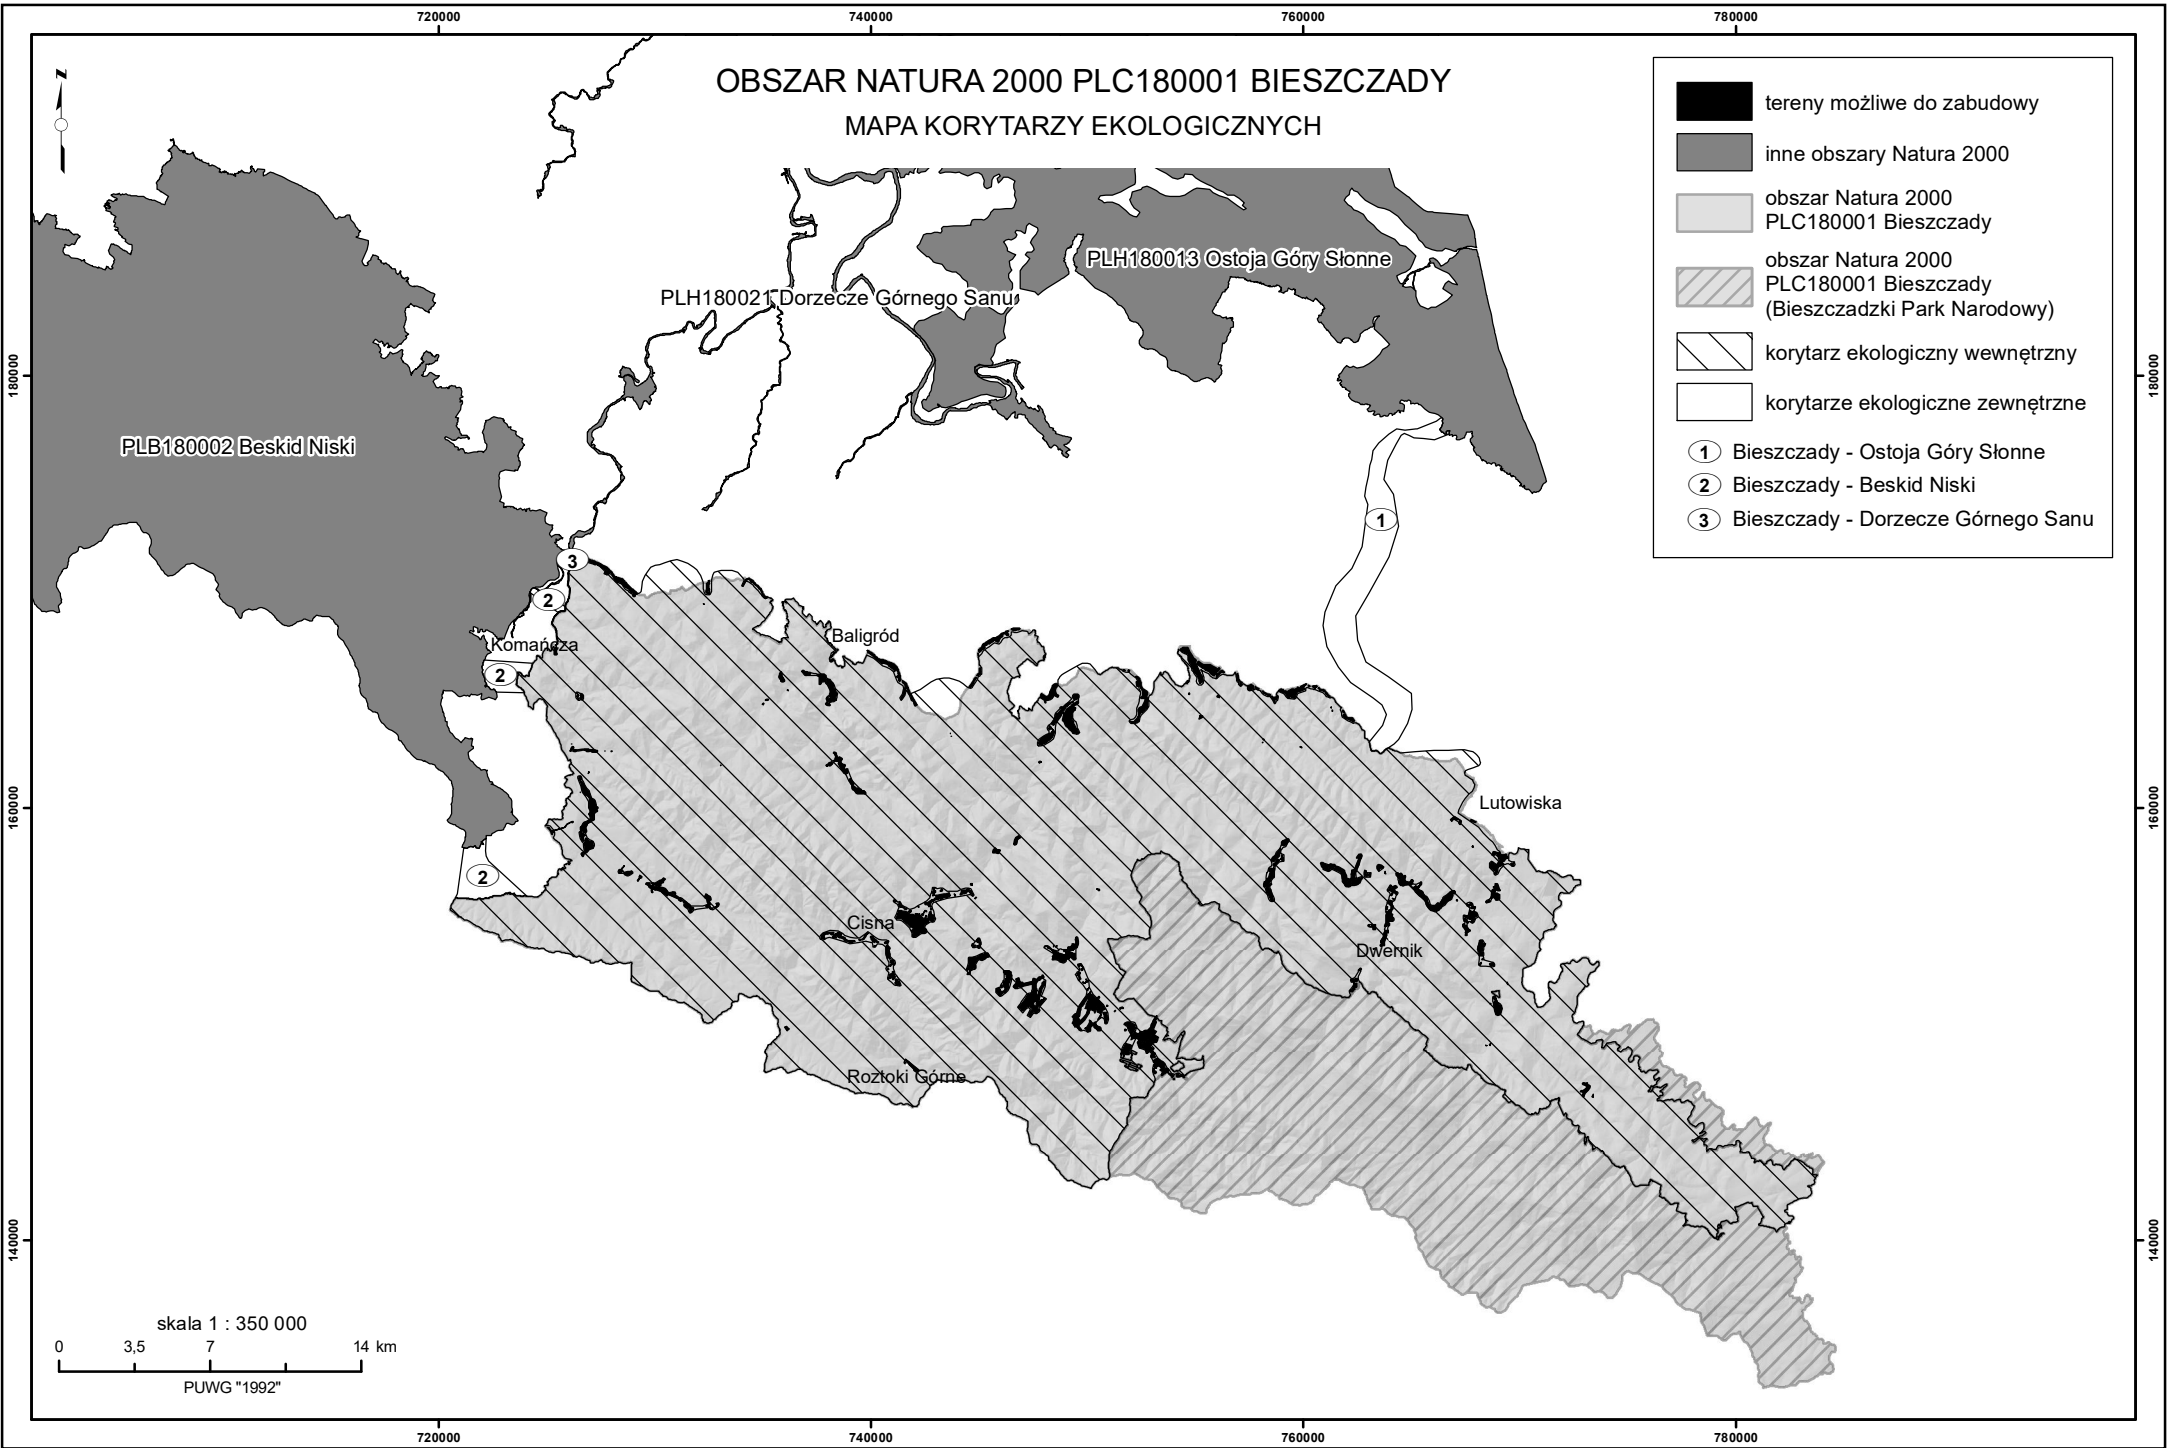 720000
740000
760000
780000
z
OBSZAR NATURA 2000 PLC180001 BIESZCZADY
MAPA KORYTARZY EKOLOGICZNYCH
tereny możliwe do zabudowy
inne obszary Natura 2000
obszar Natura 2000
PLC180001 Bieszczady
obszar Natura 2000
PLC180001 Bieszczady
(Bieszczadzki Park Narodowy)
korytarz ekologiczny wewnętrzny
korytarze ekologiczne zewnętrzne
1 Bieszczady - Ostoja Góry Słonne
2 Bieszczady - Beskid Niski
3 Bieszczady - Dorzecze Górnego Sanu
PLH180013 Ostoja Góry Słonne
PLH180021 Dorzecze Górnego Sanu
180000
180000
PLB180002 Beskid Niski
1
3
2
Komańcza
Baligród
2
160000
Lutowiska
160000
2
Cisna
Dwernik
Roztoki Górne
140000
140000
skala 1 : 350 000
0 3,5 7 14 km
PUWG "1992"
720000
740000
760000
780000